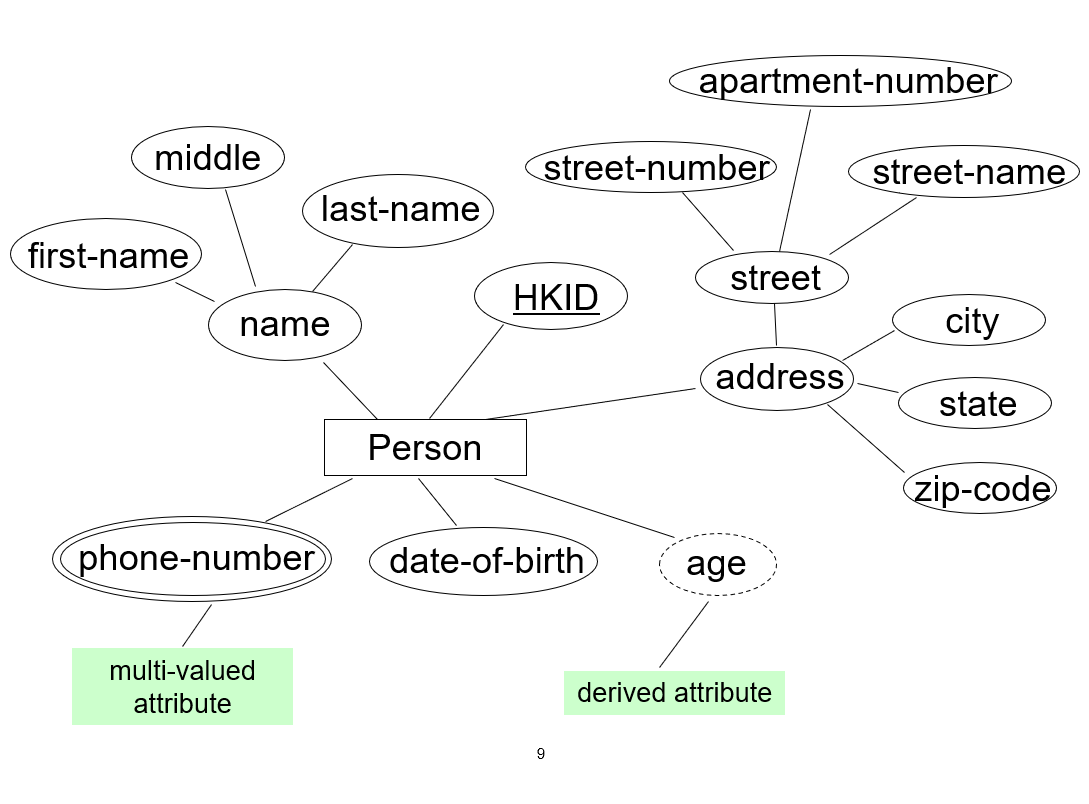 apartment-number
middle
street-number
street-name
last-name
first-name
street
HKID
name
city
address
state
Person
zip-code
phone-number
date-of-birth
age
multi-valued
attribute
derived attribute
9